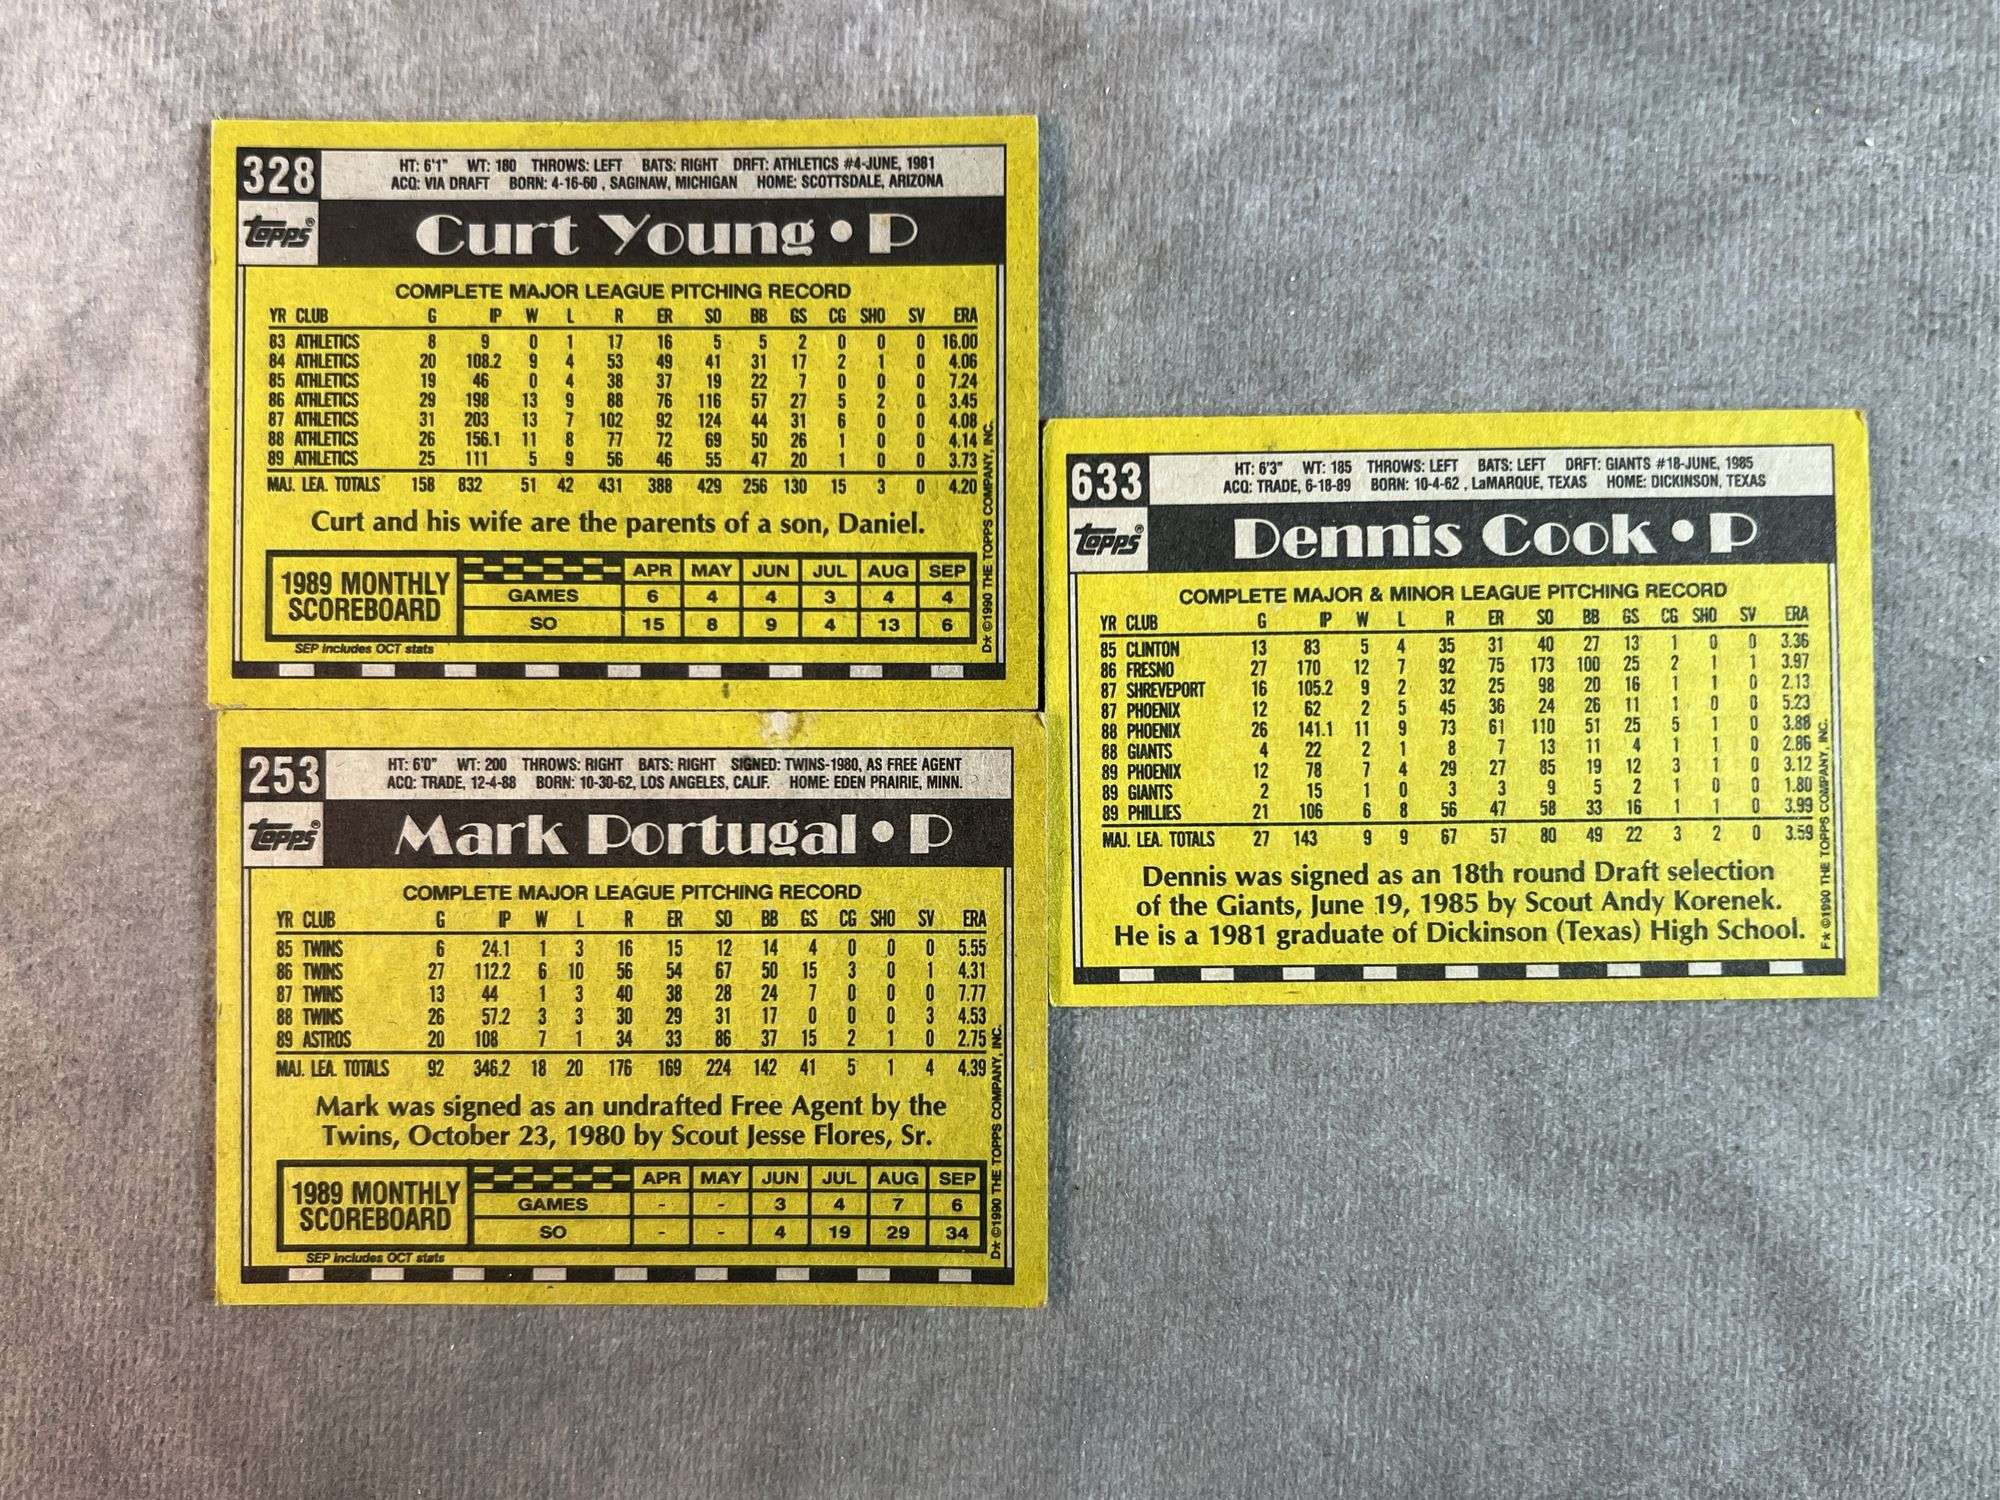 328
HT: 6'1" WT: 180 THROWS: LEFT BATS: RIGHT DRFT: ATHLETICS #4-JUNE, 1981
ACQ: VIA DRAFT BORN: 4-16-60 , SAGINAW, MICHIGAN HOME: SCOTTSDALE, ARIZONA
Topps®
Curt Young • P
COMPLETE MAJOR LEAGUE PITCHING RECORD
YR CLUB G IP W L R ER SO BB GS CG SHO SV ERA
83 ATHLETICS 8 9 0 1 17 16 5 5 2 0 0 0 16.00
84 ATHLETICS 20 108.2 9 4 53 49 41 31 17 2 1 0 4.06
85 ATHLETICS 19 46 0 4 38 37 19 22 7 0 0 0 7.24
86 ATHLETICS 29 198 13 9 88 76 116 57 27 5 2 0 3.45
87 ATHLETICS 31 203 13 7 102 92 124 44 31 6 0 0 4.08
88 ATHLETICS 26 156.1 11 8 77 72 69 50 26 1 0 0 4.14
89 ATHLETICS 25 111 5 9 56 46 55 47 20 1 0 0 3.73
MAJ. LEA. TOTALS 158 832 51 42 431 388 429 256 130 15 3 0 4.20
Curt and his wife are the parents of a son, Daniel.
1989 MONTHLY SCOREBOARD
APR MAY JUN JUL AUG SEP
GAMES 6 4 4 3 4 4
SO 15 8 9 4 13 6
SEP includes OCT stats
D* ©1990 THE TOPPS COMPANY, INC.
253
HT: 6'0" WT: 200 THROWS: RIGHT BATS: RIGHT SIGNED: TWINS-1980, AS FREE AGENT
ACQ: TRADE, 12-4-88 BORN: 10-30-62, LOS ANGELES, CALIF. HOME: EDEN PRAIRIE, MINN.
Topps®
Mark Portugal • P
COMPLETE MAJOR LEAGUE PITCHING RECORD
YR CLUB G IP W L R ER SO BB GS CG SHO SV ERA
85 TWINS 6 24.1 1 3 16 15 12 14 4 0 0 0 5.55
86 TWINS 27 112.2 6 10 56 54 67 50 15 3 0 1 4.31
87 TWINS 13 44 1 3 40 38 28 24 7 0 0 0 7.77
88 TWINS 26 57.2 3 3 30 29 31 17 0 0 0 3 4.53
89 ASTROS 20 108 7 1 34 33 86 37 15 2 1 0 2.75
MAJ. LEA. TOTALS 92 346.2 18 20 176 169 224 142 41 5 1 4 4.39
Mark was signed as an undrafted Free Agent by the
Twins, October 23, 1980 by Scout Jesse Flores, Sr.
1989 MONTHLY SCOREBOARD
APR MAY JUN JUL AUG SEP
GAMES - - 3 4 7 6
SO - - 4 19 29 34
SEP includes OCT stats
D* ©1990 THE TOPPS COMPANY, INC.
633
HT: 6'3" WT: 185 THROWS: LEFT BATS: LEFT DRFT: GIANTS #18-JUNE, 1985
ACQ: TRADE, 6-18-89 BORN: 10-4-62 , LaMARQUE, TEXAS HOME: DICKINSON, TEXAS
Topps®
Dennis Cook • P
COMPLETE MAJOR & MINOR LEAGUE PITCHING RECORD
YR CLUB G IP W L R ER SO BB GS CG SHO SV ERA
85 CLINTON 13 83 5 4 35 31 40 27 13 1 0 0 3.36
86 FRESNO 27 170 12 7 92 75 173 100 25 2 1 1 3.97
87 SHREVEPORT 16 105.2 9 2 32 25 98 20 16 1 1 0 2.13
87 PHOENIX 12 62 2 5 45 36 24 26 11 1 0 0 5.23
88 PHOENIX 26 141.1 11 9 73 61 110 51 25 5 1 0 3.88
88 GIANTS 4 22 2 1 8 7 13 11 4 1 1 0 2.86
89 PHOENIX 12 78 7 4 29 27 85 19 12 3 1 0 3.12
89 GIANTS 2 15 1 0 3 3 9 5 2 1 0 0 1.80
89 PHILLIES 21 106 6 8 56 47 58 33 16 1 1 0 3.99
MAJ. LEA. TOTALS 27 143 9 9 67 57 80 49 22 3 2 0 3.59
Dennis was signed as an 18th round Draft selection
of the Giants, June 19, 1985 by Scout Andy Korenek.
He is a 1981 graduate of Dickinson (Texas) High School.
F* ©1990 THE TOPPS COMPANY, INC.